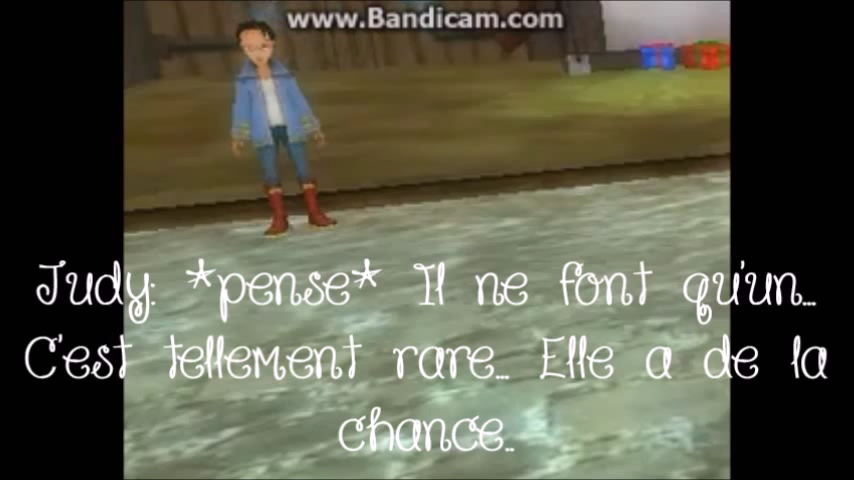 www.Bandicam.com
Judy: *pense* Il ne font qu'un...
C'est tellement rare... Elle a de la
chance..